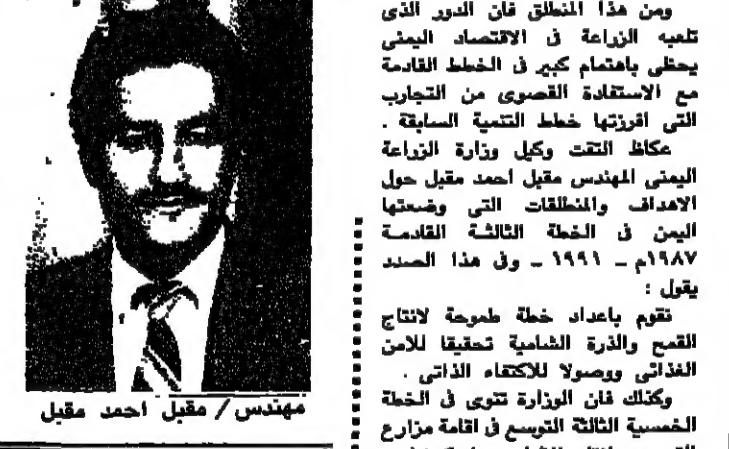 ومن هذا المنطلق فان الدور الذى
تلعبه الزراعة فى الاقتصاد اليمنى
يحظى باهتمام كبير فى الخطط القادمة
مع الاستفادة القصوى من التجارب
التى افرزتها خطط التنمية السابقة .
عكاظ التقت وكيل وزارة الزراعة
اليمنى المهندس مقبل احمد مقبل حول
الاهداف والمنطلقات التى وضعتها
اليمن فى الخطة الثالثة القادمة
١٩٨٧م ـ ١٩٩١ ـ وفى هذا الصدد
يقول :
نقوم باعداد خطة طموحة لانتاج
القمح والذرة الشامية تحقيقا للامن
الغذائى ووصولا للاكتفاء الذاتى .
وكذلك فان الوزارة تنوى فى الخطة
الخمسية الثالثة التوسع فى اقامة مزارع
مهندس / مقبل احمد مقبل